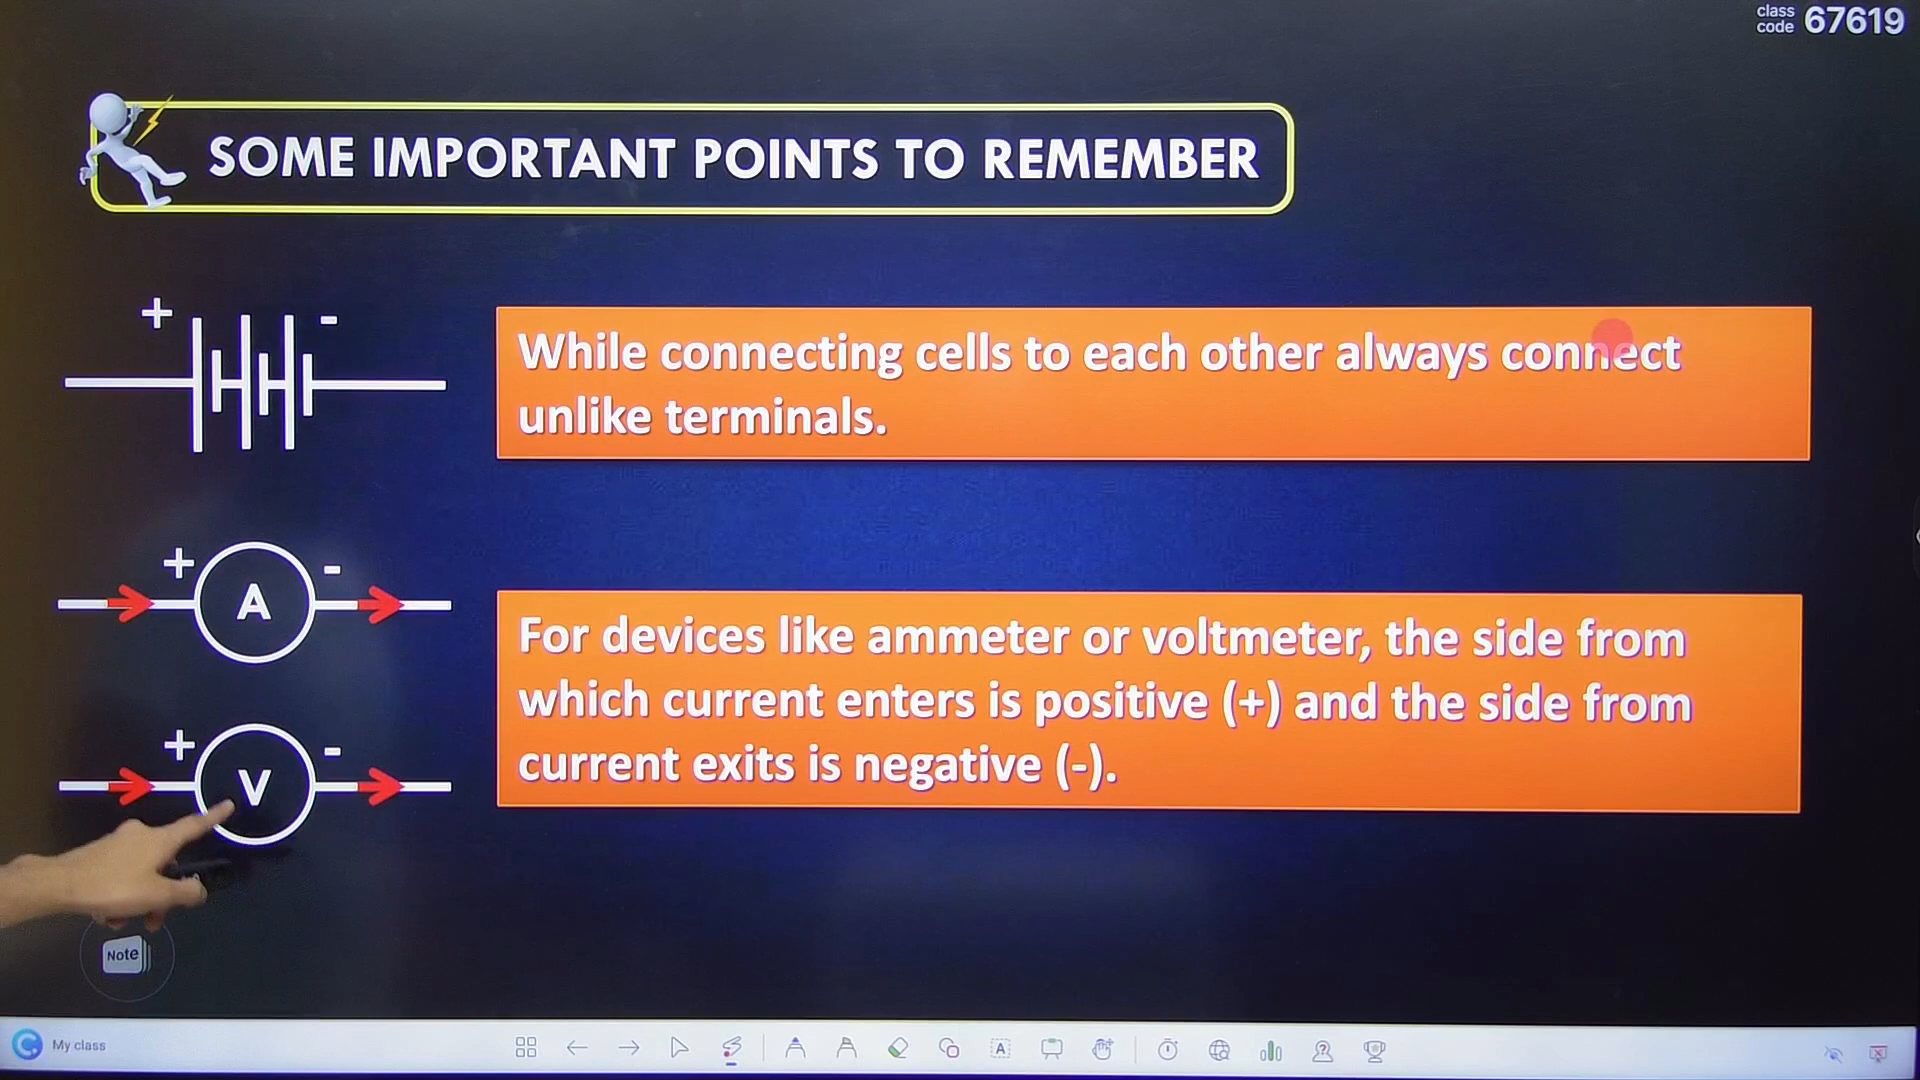 class code 67619
SOME IMPORTANT POINTS TO REMEMBER
+ -
While connecting cells to each other always connect
unlike terminals.
+ -
A
For devices like ammeter or voltmeter, the side from
which current enters is positive (+) and the side from
current exits is negative (-).
+ -
V
Note
My class
A